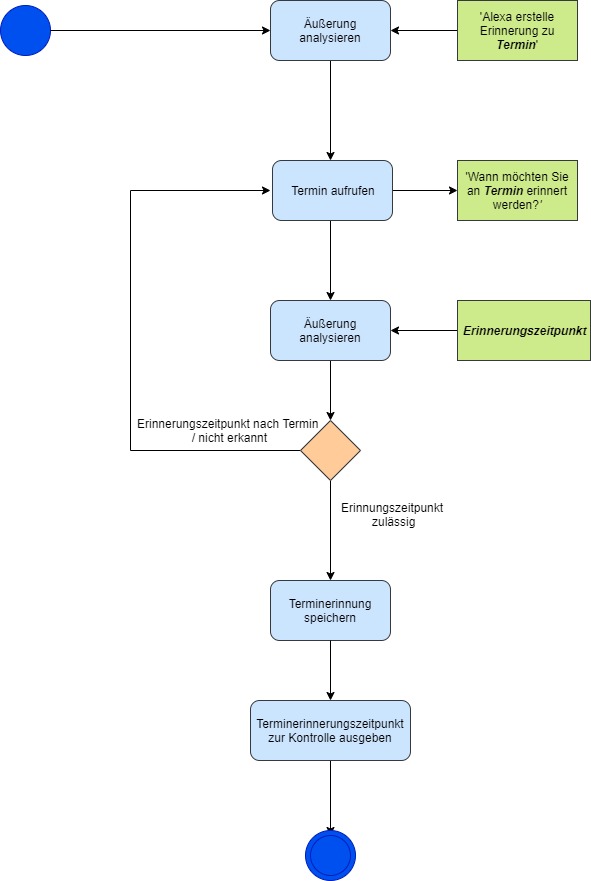 Äußerung
analysieren
'Alexa erstelle
Erinnerung zu
Termin'
Termin aufrufen
'Wann möchten Sie
an Termin erinnert
werden?'
Äußerung
analysieren
Erinnerungszeitpunkt
Erinnerungszeitpunkt nach Termin
/ nicht erkannt
Erinnungszeitpunkt
zulässig
Terminerinnung
speichern
Terminerinnerungszeitpunkt
zur Kontrolle ausgeben